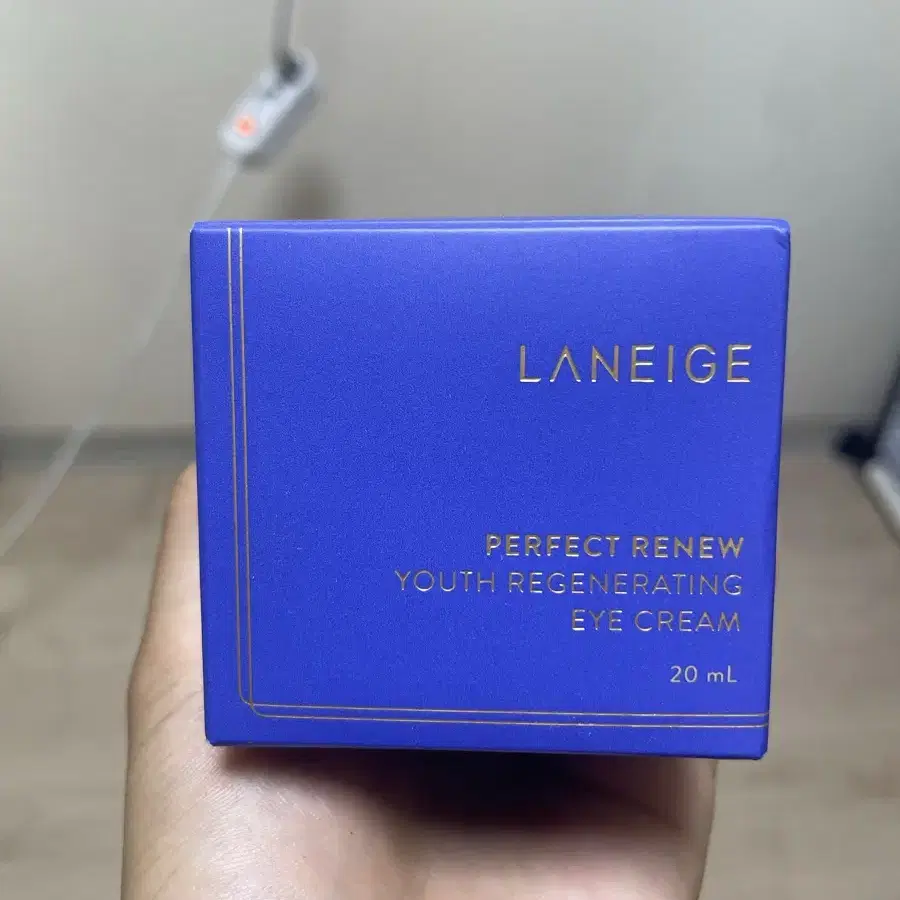 LANEIGE
PERFECT RENEW
YOUTH REGENERATING
EYE CREAM
20 mL